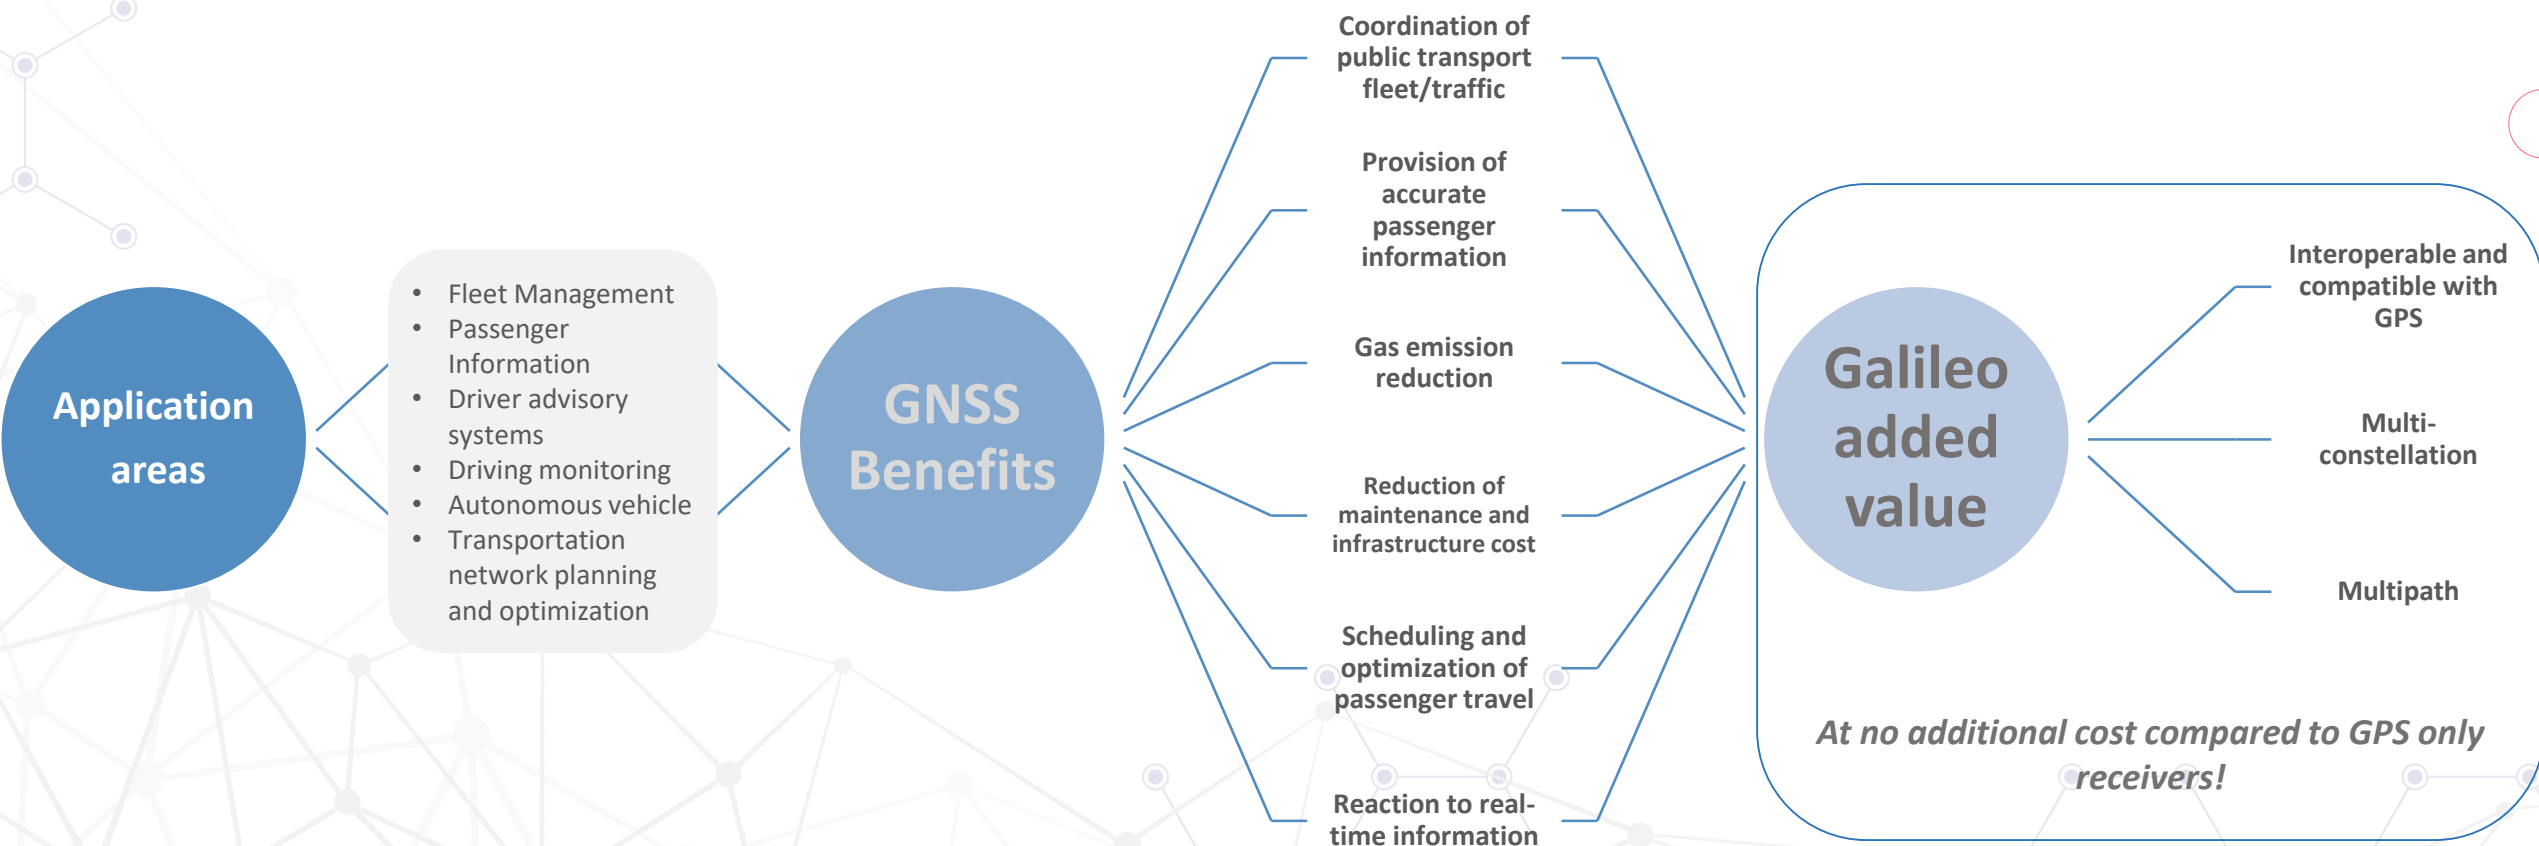 Application
areas
• Fleet Management
• Passenger
Information
• Driver advisory
systems
• Driving monitoring
• Autonomous vehicle
• Transportation
network planning
and optimization
GNSS
Benefits
Coordination of
public transport
fleet/traffic
Provision of
accurate
passenger
information
Gas emission
reduction
Reduction of
maintenance and
infrastructure cost
Scheduling and
optimization of
passenger travel
Reaction to real-
time information
Galileo
added
value
Interoperable and
compatible with
GPS
Multi-
constellation
Multipath
At no additional cost compared to GPS only
receivers!